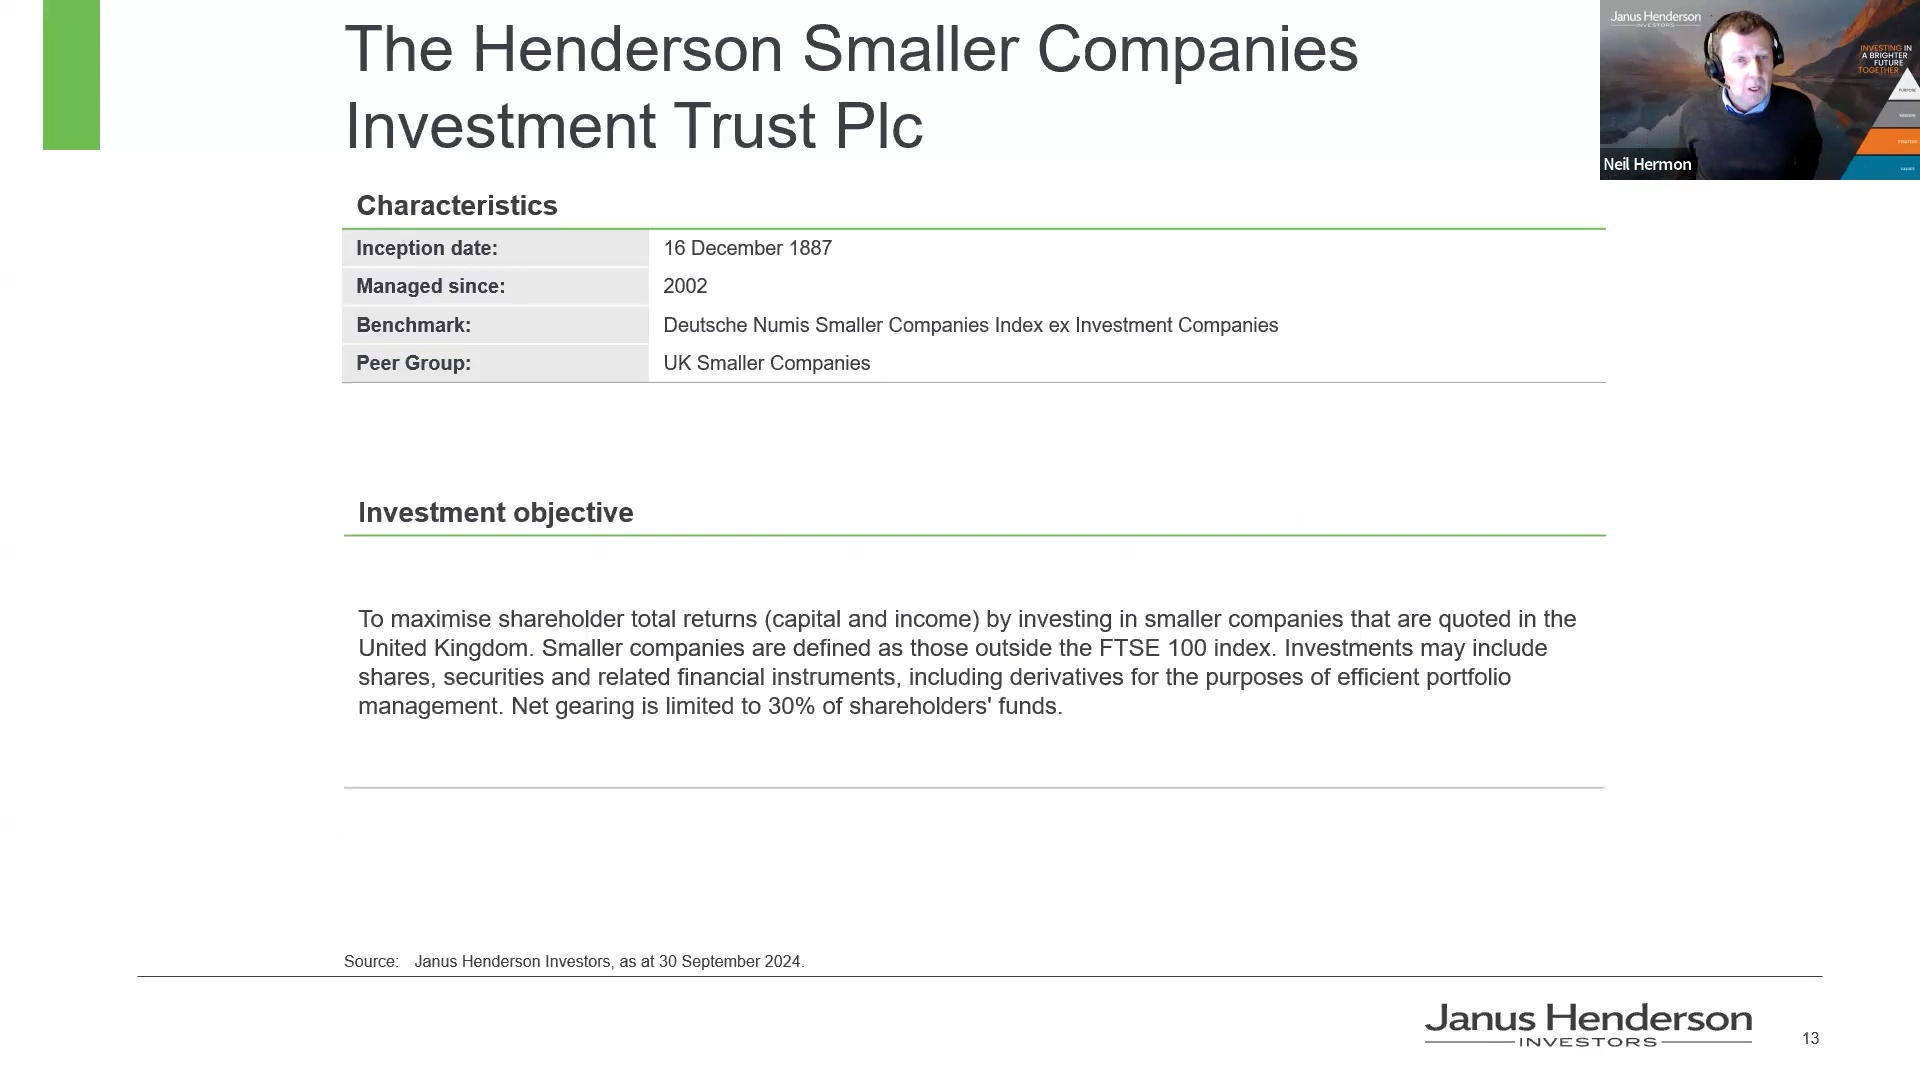 The Henderson Smaller Companies
Investment Trust Plc
Janus Henderson
INVESTORS
INVESTING IN
A BRIGHTER
FUTURE
TOGETHER
PURPOSE
Neil Hermon
Characteristics
Inception date: 16 December 1887
Managed since: 2002
Benchmark: Deutsche Numis Smaller Companies Index ex Investment Companies
Peer Group: UK Smaller Companies
Investment objective
To maximise shareholder total returns (capital and income) by investing in smaller companies that are quoted in the
United Kingdom. Smaller companies are defined as those outside the FTSE 100 index. Investments may include
shares, securities and related financial instruments, including derivatives for the purposes of efficient portfolio
management. Net gearing is limited to 30% of shareholders' funds.
Source: Janus Henderson Investors, as at 30 September 2024.
Janus Henderson
INVESTORS
13